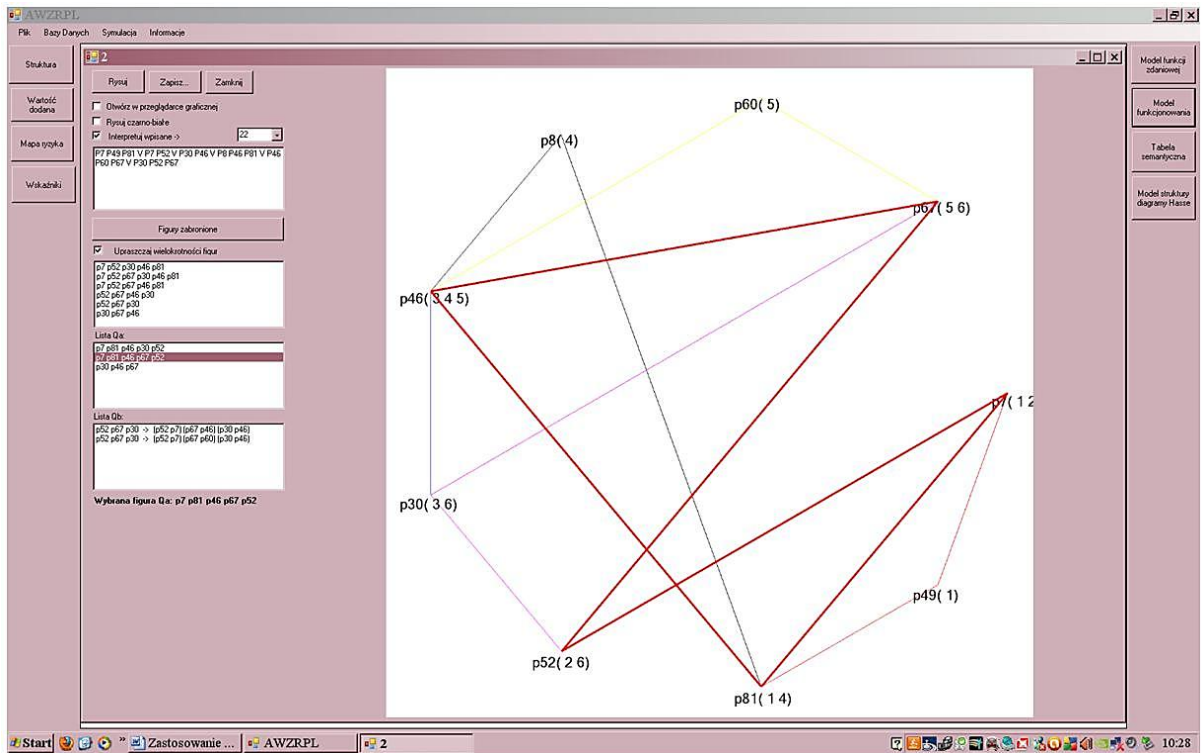 AWZRPL
Plik Bazy Danych Symulacja Informacje
Struktura
Wartość
dodana
Mapa ryzyka
Wskaźniki
2
Rysuj Zapisz... Zamknij
Otwórz w przeglądarce graficznej
Rysuj czarno-białe
Interpretuj wpisane -> 22
P7 P49 P81 V P7 P52 V P30 P46 V P8 P46 P81 V P46
P60 P67 V P30 P52 P67
Figury zabronione
Upraszczaj wielokrotności figur
p7 p52 p30 p46 p81
p7 p52 p67 p30 p46 p81
p7 p52 p67 p46 p81
p52 p67 p46 p30
p52 p67 p30
p30 p67 p46
Lista Qa:
p7 p81 p46 p30 p52
p7 p81 p46 p67 p52
p30 p46 p67
Lista Qb:
p52 p67 p30 -> (p52 p7) (p67 p46) (p30 p46)
p52 p67 p30 -> (p52 p7) (p67 p60) (p30 p46)
Wybrana figura Qa: p7 p81 p46 p67 p52
p60( 5)
p8( 4)
p67( 5 6)
p46( 3 4 5)
p7( 1 2
p30( 3 6)
p49( 1)
p52( 2 6)
p81( 1 4)
Model funkcji
zdaniowej
Model
funkcjonowania
Tabela
semantyczna
Model struktury
diagramy Hasse
Start » Zastosowanie ... AWZRPL 2 10:28